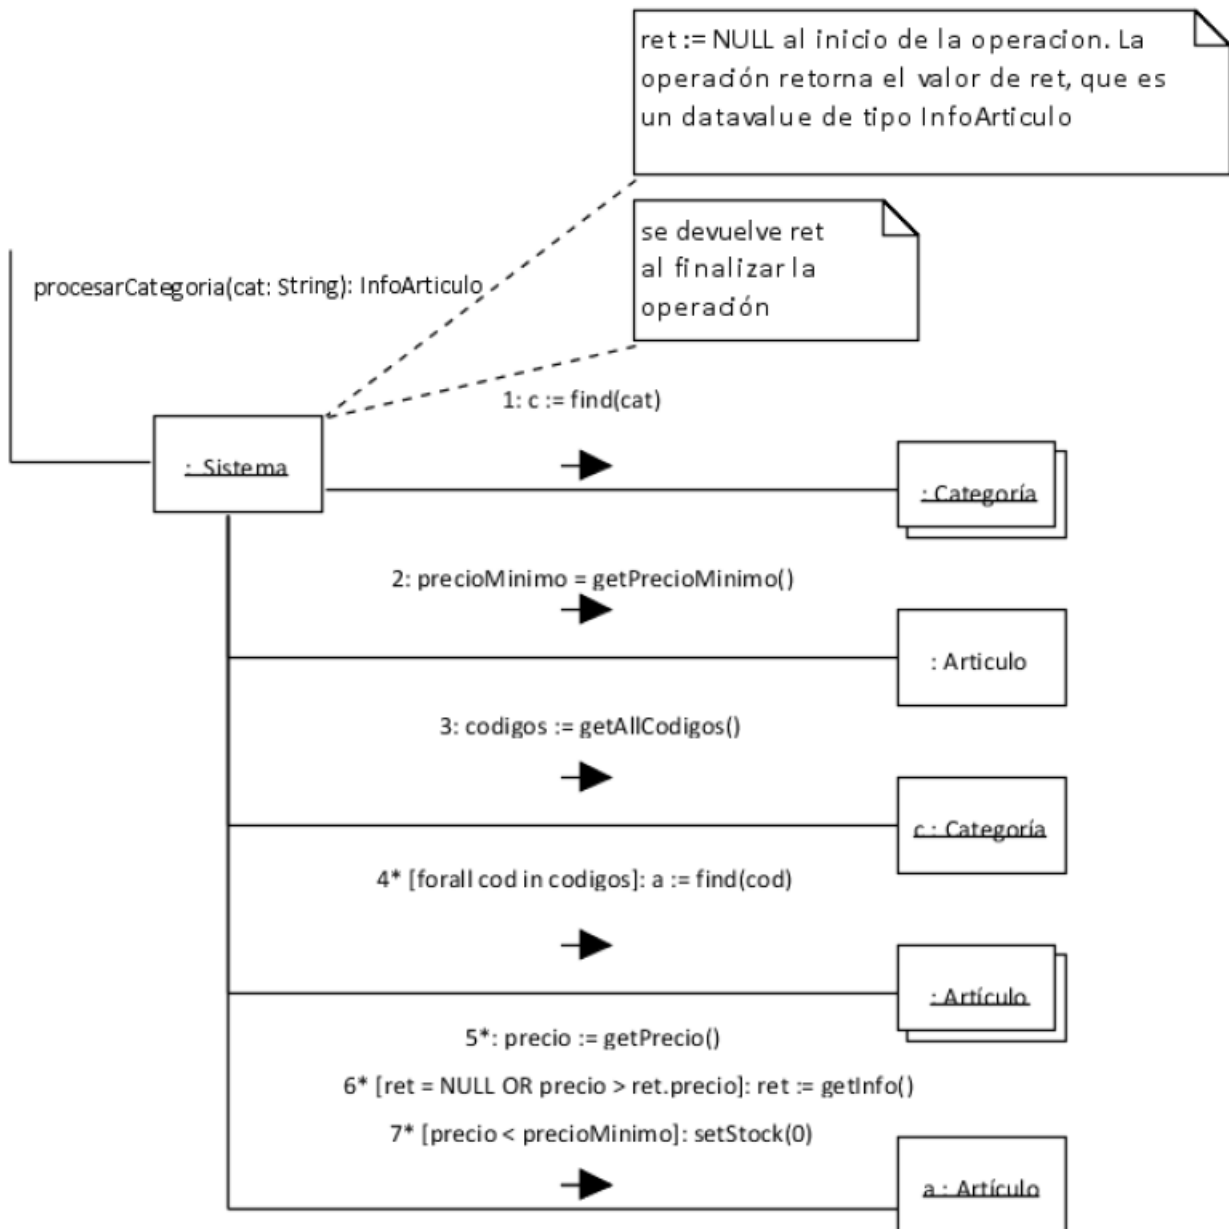 ret := NULL al inicio de la operacion. La
operación retorna el valor de ret, que es
un datavalue de tipo InfoArticulo
se devuelve ret
al finalizar la
operación
procesarCategoria(cat: String): InfoArticulo
1: c := find(cat)
: Sistema
: Categoría
2: precioMinimo = getPrecioMinimo()
: Articulo
3: codigos := getAllCodigos()
c : Categoría
4* [forall cod in codigos]: a := find(cod)
: Artículo
5*: precio := getPrecio()
6* [ret = NULL OR precio > ret.precio]: ret := getInfo()
7* [precio < precioMinimo]: setStock(0)
a : Artículo